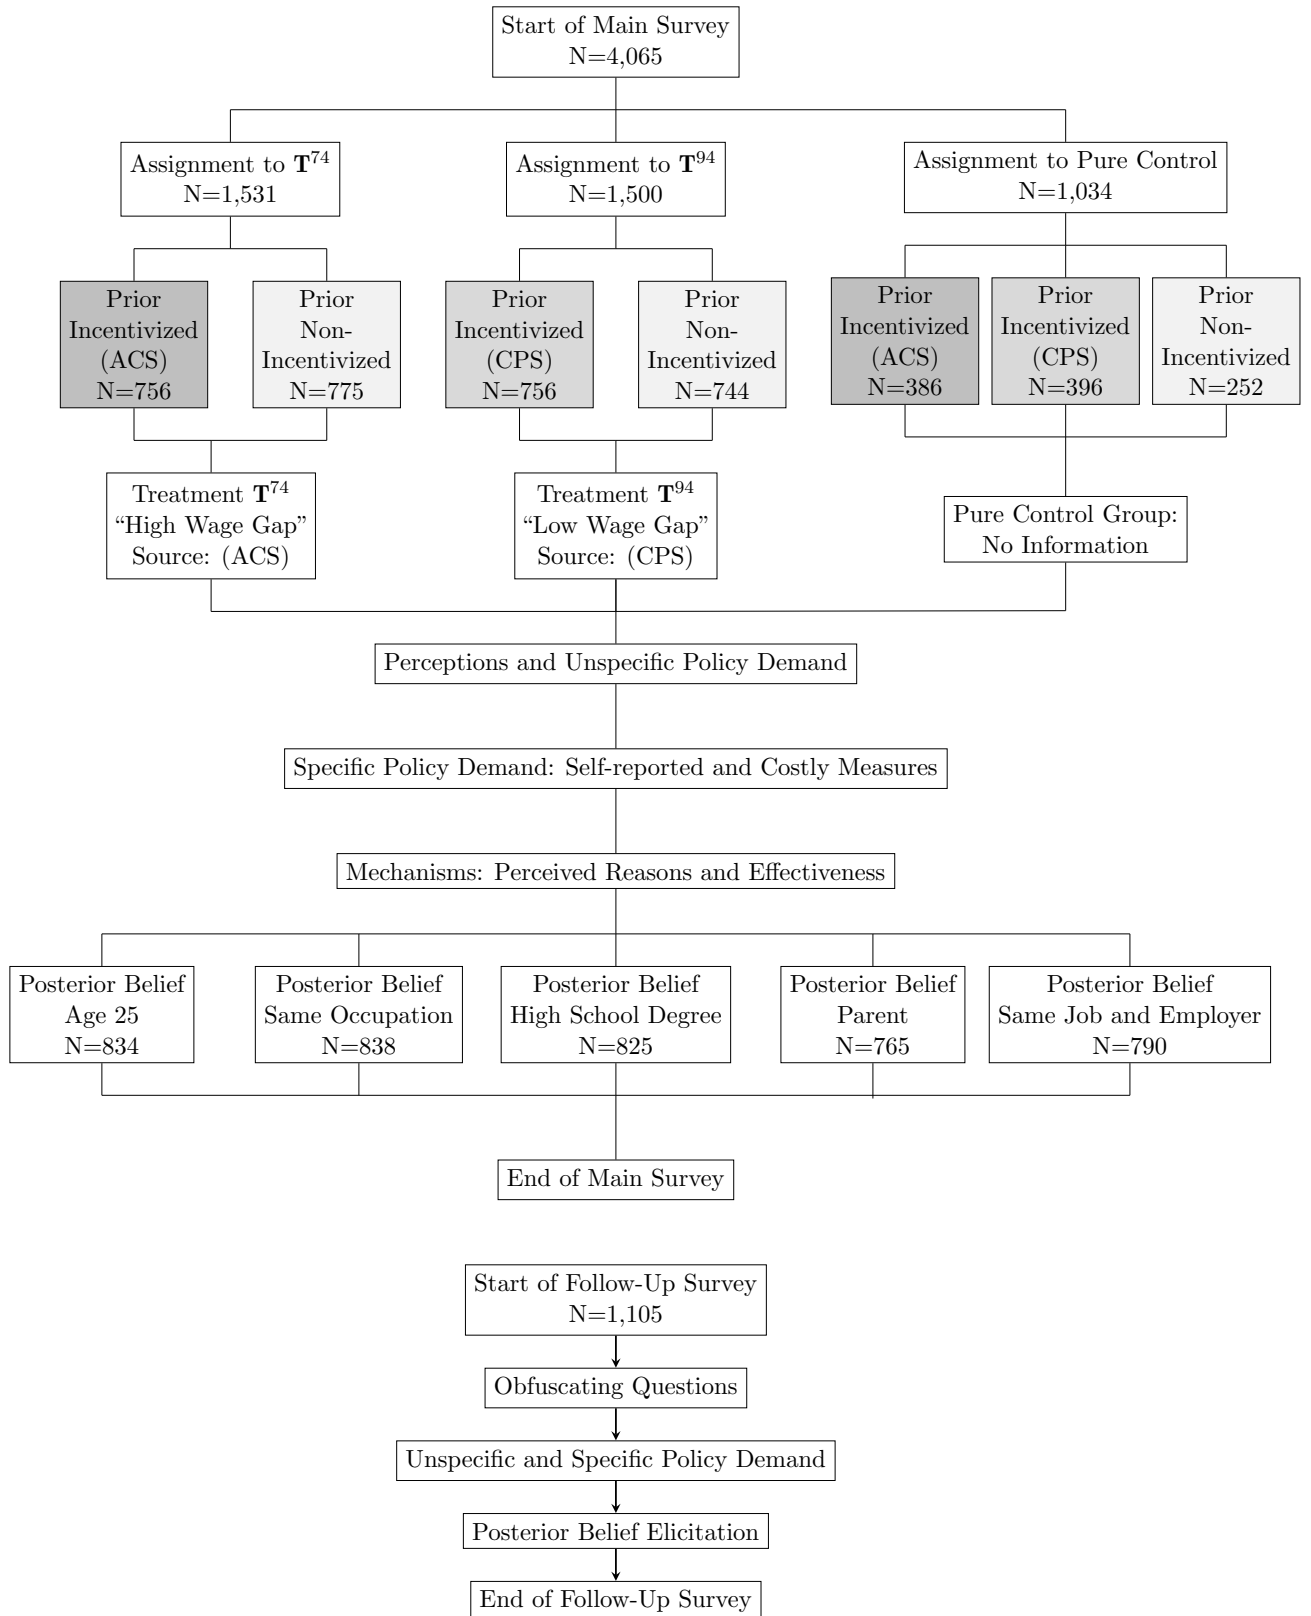 Start of Main Survey
N=4,065
Assignment to T^74
N=1,531
Assignment to T^94
N=1,500
Assignment to Pure Control
N=1,034
Prior
Incentivized
(ACS)
N=756
Prior
Non-
Incentivized
N=775
Prior
Incentivized
(CPS)
N=756
Prior
Non-
Incentivized
N=744
Prior
Incentivized
(ACS)
N=386
Prior
Incentivized
(CPS)
N=396
Prior
Non-
Incentivized
N=252
Treatment T^74
“High Wage Gap”
Source: (ACS)
Treatment T^94
“Low Wage Gap”
Source: (CPS)
Pure Control Group:
No Information
Perceptions and Unspecific Policy Demand
Specific Policy Demand: Self-reported and Costly Measures
Mechanisms: Perceived Reasons and Effectiveness
Posterior Belief
Age 25
N=834
Posterior Belief
Same Occupation
N=838
Posterior Belief
High School Degree
N=825
Posterior Belief
Parent
N=765
Posterior Belief
Same Job and Employer
N=790
End of Main Survey
Start of Follow-Up Survey
N=1,105
Obfuscating Questions
Unspecific and Specific Policy Demand
Posterior Belief Elicitation
End of Follow-Up Survey